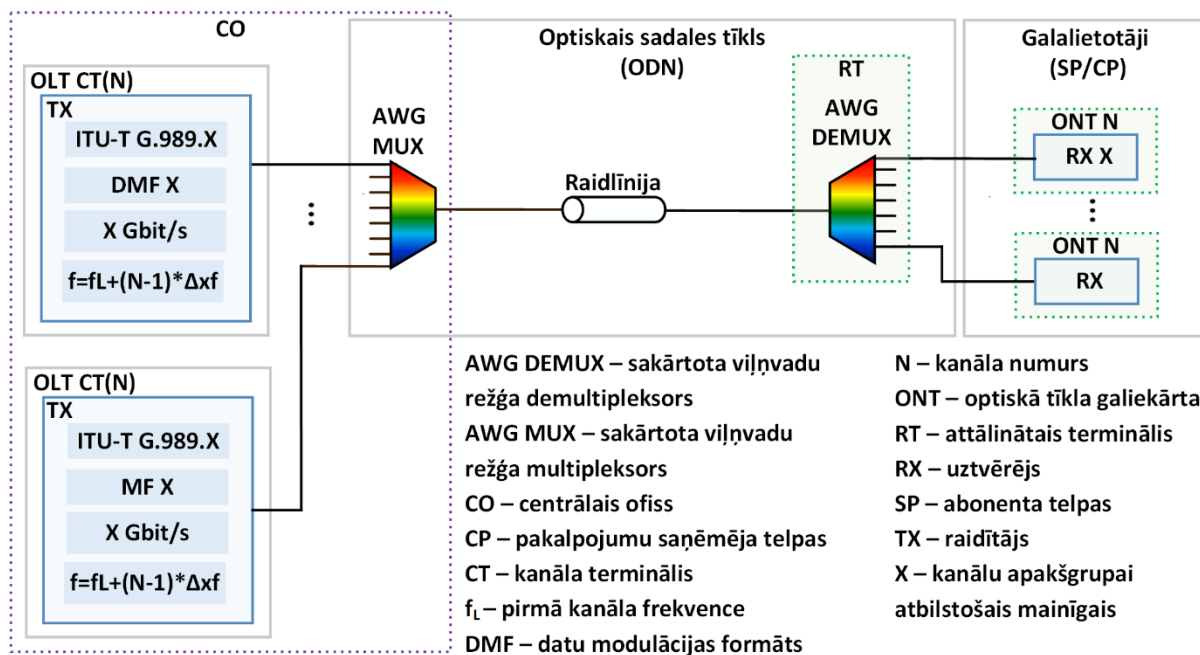 CO
OLT CT(N)
TX
ITU-T G.989.X
DMF X
X Gbit/s
f=fL+(N-1)*Δxf
...
OLT CT(N)
TX
ITU-T G.989.X
MF X
X Gbit/s
f=fL+(N-1)*Δxf
Optiskais sadales tīkls
(ODN)
AWG
MUX
Raidlīnija
RT
AWG
DEMUX
Galalietotāji
(SP/CP)
ONT N
RX X
...
ONT N
RX
AWG DEMUX – sakārtota viļņvadu
režģa demultipleksors
AWG MUX – sakārtota viļņvadu
režģa multipleksors
CO – centrālais ofiss
CP – pakalpojumu saņēmēja telpas
CT – kanāla terminālis
fL – pirmā kanāla frekvence
DMF – datu modulācijas formāts
N – kanāla numurs
ONT – optiskā tīkla galiekārta
RT – attālinātais terminālis
RX – uztvērējs
SP – abonenta telpas
TX – raidītājs
X – kanālu apakšgrupai
atbilstošais mainīgais